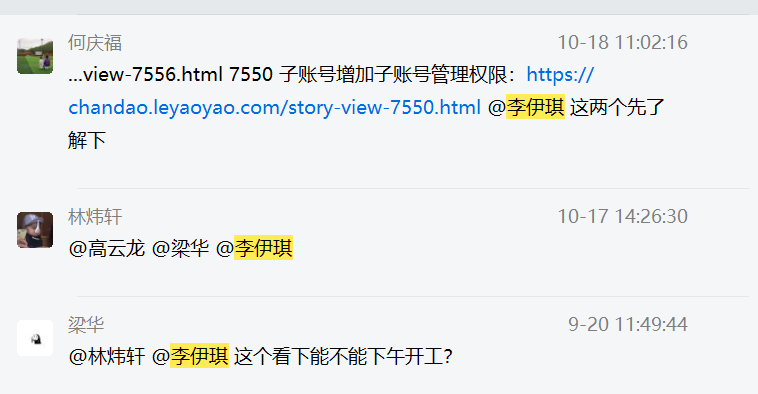 何庆福 10-18 11:02:16
...view-7556.html 7550 子账号增加子账号管理权限：https://
chandao.leyaoyao.com/story-view-7550.html @李伊琪 这两个先了
解下
林炜轩 10-17 14:26:30
@高云龙 @梁华 @李伊琪
梁华 9-20 11:49:44
@林炜轩 @李伊琪 这个看下能不能下午开工？